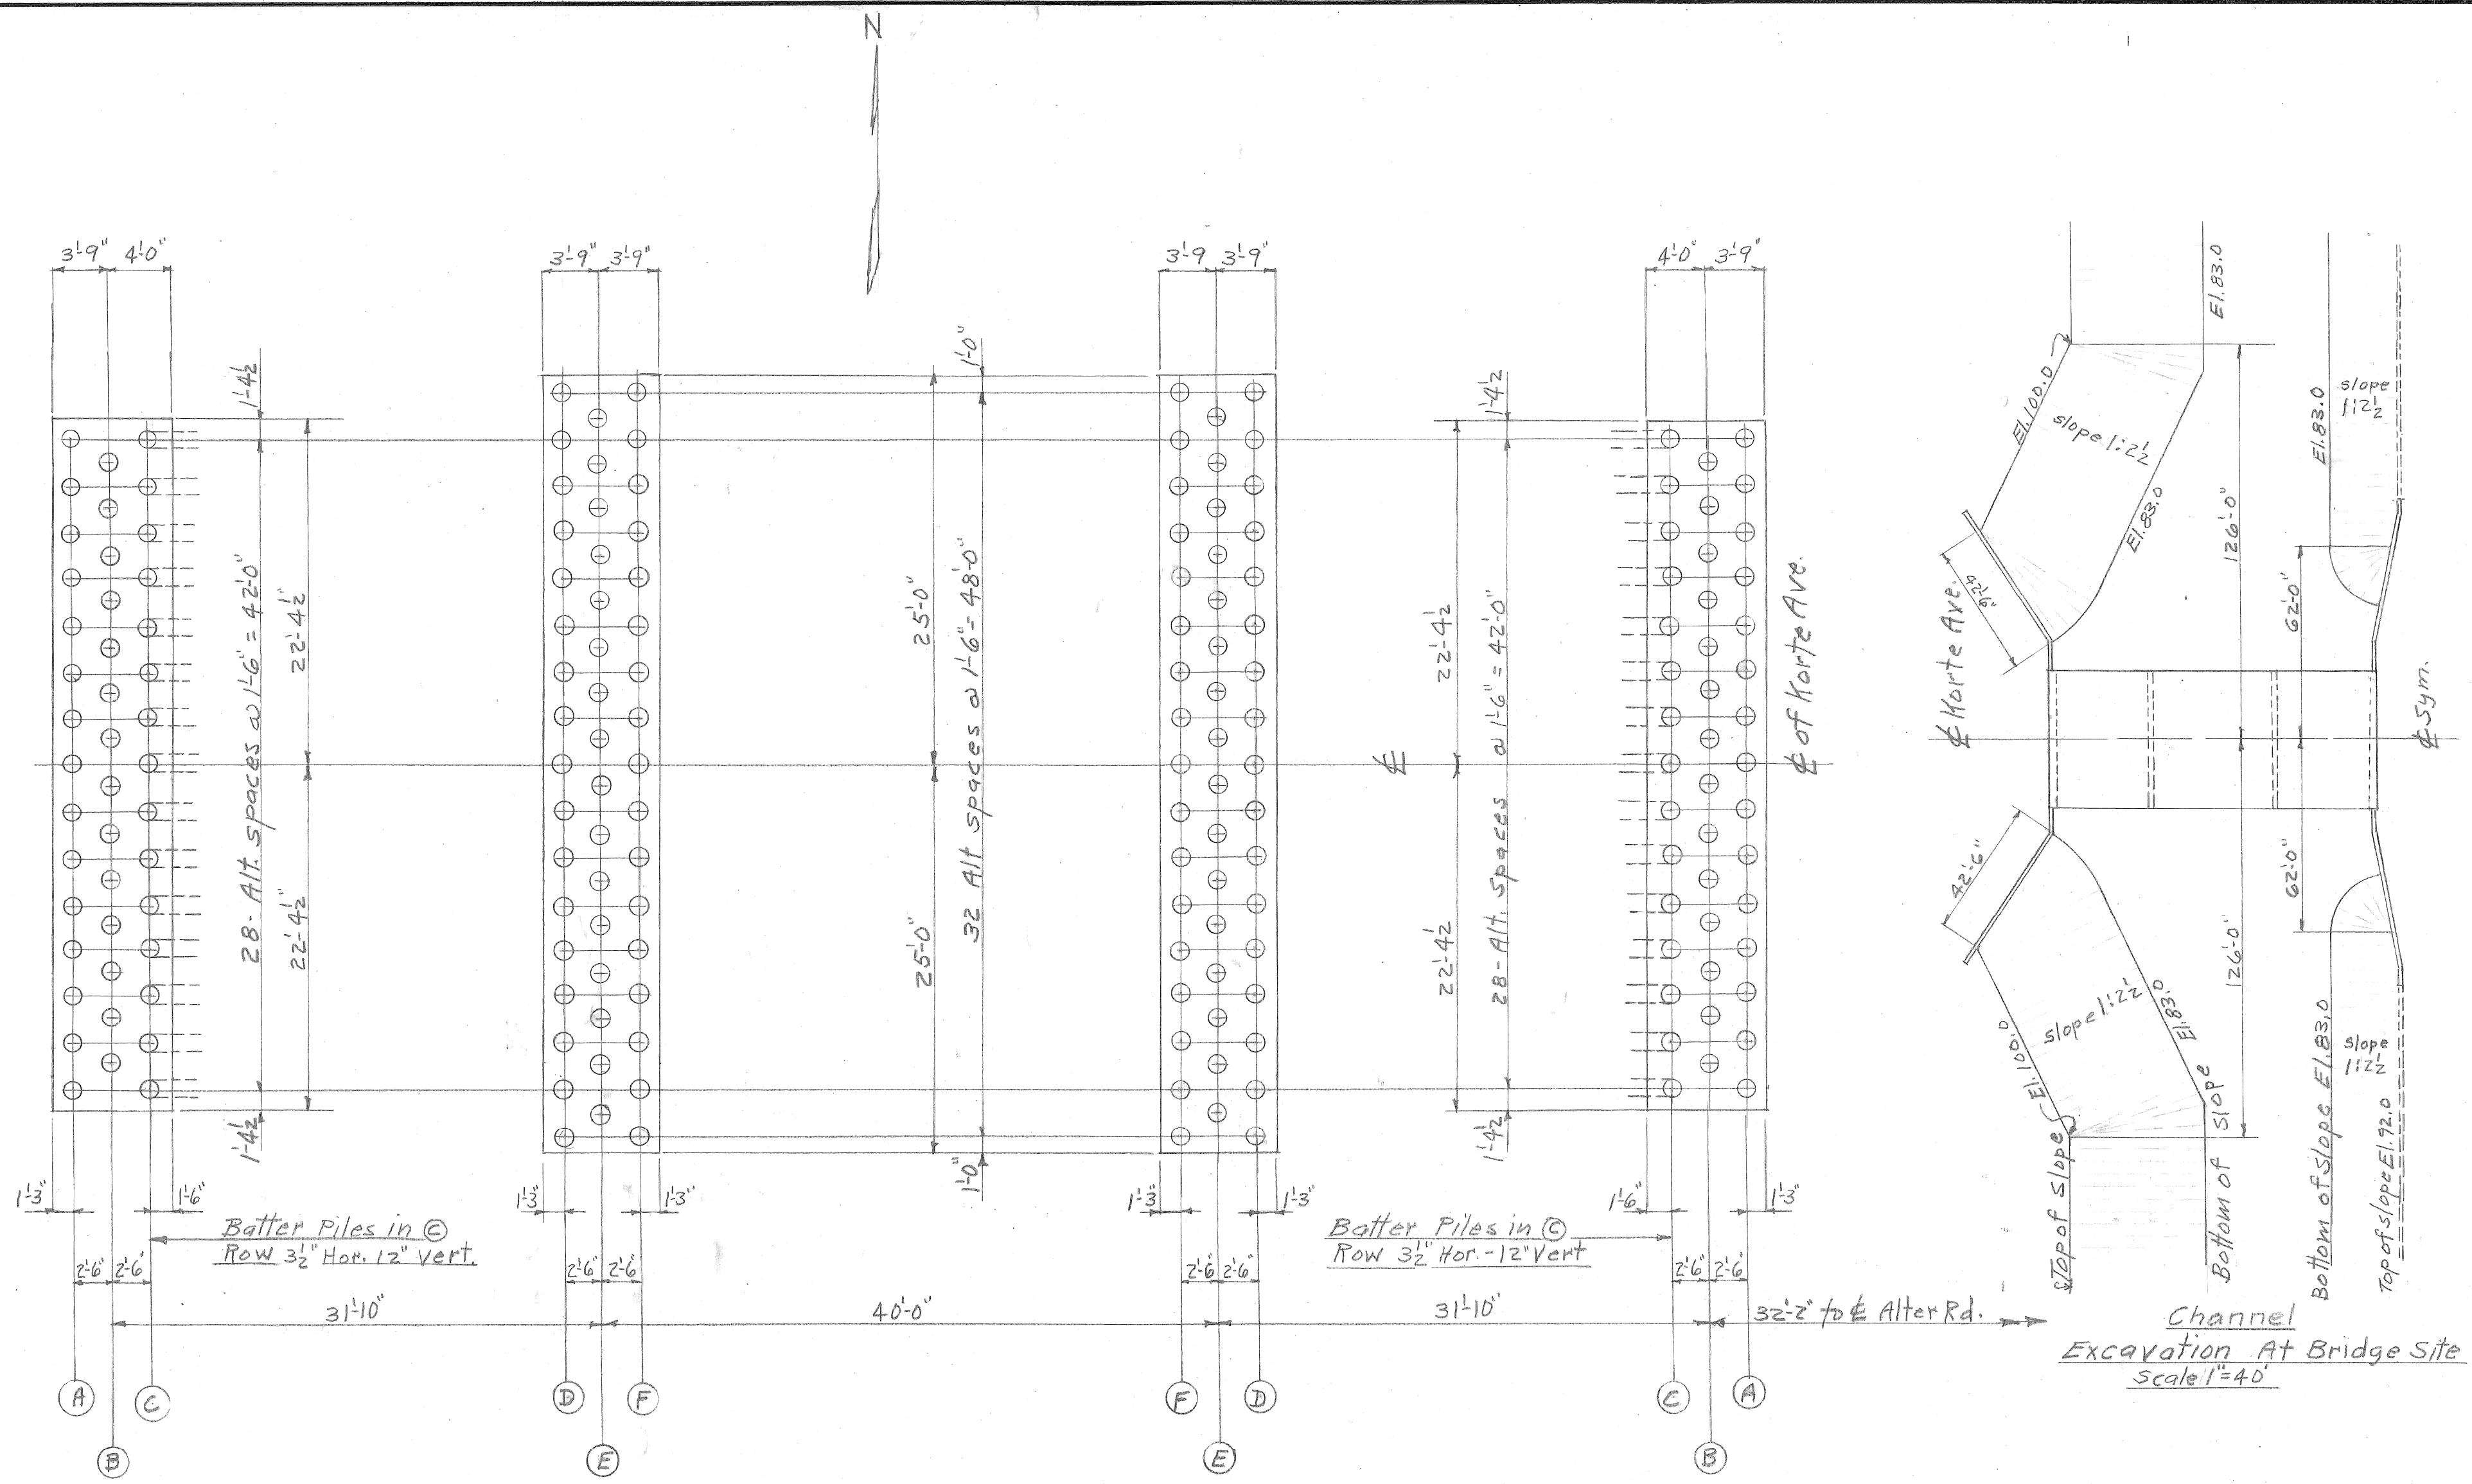 N
3'-9" 4'-0"
3'-9" 3'-9"
3'-9 3'-9"
4'-0" 3'-9"
1'-4½
28- Alt. spaces @ 1'-6" = 42'-0"
22'-4½"
22'-4½"
1'-4½
1'-0"
25'-0"
25'-0"
32 Alt spaces @ 1'-6" = 48'-0"
1'-0"
1'-4½
22'-4½
22'-4½
28-Alt. Spaces @ 1'-6" = 42'-0"
1'-4½
℄
℄ of Korte Ave.
1'-3" 1'-6"
1'-3" 1'-3"
1'-3" 1'-3"
1'-6" 1'-3"
Batter Piles in Ⓒ
Row 3½" Hor. 12" Vert.
Batter Piles in Ⓒ
Row 3½" Hor.-12" Vert
2'-6" 2'-6"
2'-6" 2'-6"
2'-6" 2'-6"
2'-6" 2'-6"
31'-10"
40'-0"
31'-10"
32'-2" to ℄ Alter Rd.
A
B
C
D
E
F
F
E
D
C
B
A
El. 83.0
El. 100.0
slope 1:2½
El. 83.0
126'-0"
El. 83.0
slope
1:2½
62'-0"
℄ Korte Ave.
℄ Sym.
42'-6"
62'-0"
126'-0"
El. 100.0
slope 1:2½
El. 83.0
slope
1:2½
Top of Slope
Bottom of Slope
Bottom of Slope El. 83.0
Top of slope El. 92.0
Channel
Excavation At Bridge Site
Scale 1"=40'